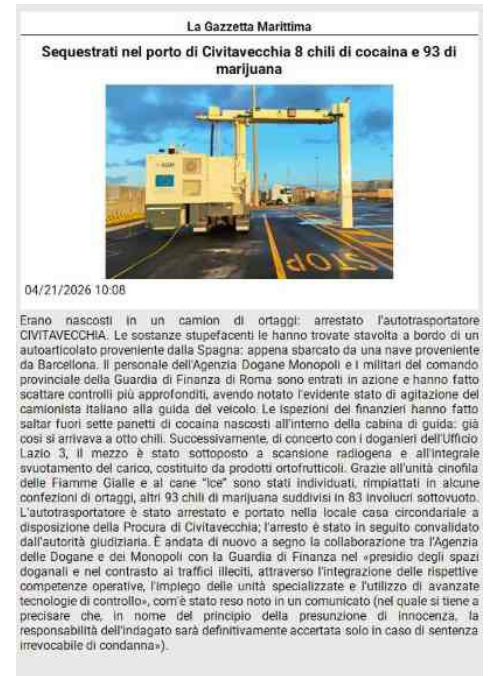 La Gazzetta Marittima
Sequestrati nel porto di Civitavecchia 8 chili di cocaina e 93 di
marijuana
STOP
04/21/2026 10:08
Erano nascosti in un camion di ortaggi: arrestato l'autotrasportatore
CIVITAVECCHIA. Le sostanze stupefacenti le hanno trovate stavolta a bordo di un
autoarticolato proveniente dalla Spagna: appena sbarcato da una nave proveniente
da Barcellona. Il personale dell'Agenzia Dogane Monopoli e i militari del comando
provinciale della Guardia di Finanza di Roma sono entrati in azione e hanno fatto
scattare controlli più approfonditi, avendo notato l'evidente stato di agitazione del
camionista italiano alla guida del veicolo. Le ispezioni dei finanzieri hanno fatto
saltar fuori sette panetti di cocaina nascosti all'interno della cabina di guida: già
così si arrivava a otto chili. Successivamente, di concerto con i doganieri dell'Ufficio
Lazio 3, il mezzo è stato sottoposto a scansione radiogena e all'integrale
svuotamento del carico, costituito da prodotti ortofrutticoli. Grazie all'unità cinofila
delle Fiamme Gialle e al cane "Ice" sono stati individuati, rimpiattati in alcune
confezioni di ortaggi, altri 93 chili di marijuana suddivisi in 83 involucri sottovuoto.
L'autotrasportatore è stato arrestato e portato nella locale casa circondariale a
disposizione della Procura di Civitavecchia; l'arresto è stato in seguito convalidato
dall'autorità giudiziaria. È andata di nuovo a segno la collaborazione tra l'Agenzia
delle Dogane e dei Monopoli con la Guardia di Finanza nel «presidio degli spazi
doganali e nel contrasto ai traffici illeciti, attraverso l'integrazione delle rispettive
competenze operative, l'impiego delle unità specializzate e l'utilizzo di avanzate
tecnologie di controllo», com'è stato reso noto in un comunicato (nel quale si tiene a
precisare che, in nome del principio della presunzione di innocenza, la
responsabilità dell'indagato sarà definitivamente accertata solo in caso di sentenza
irrevocabile di condanna»).